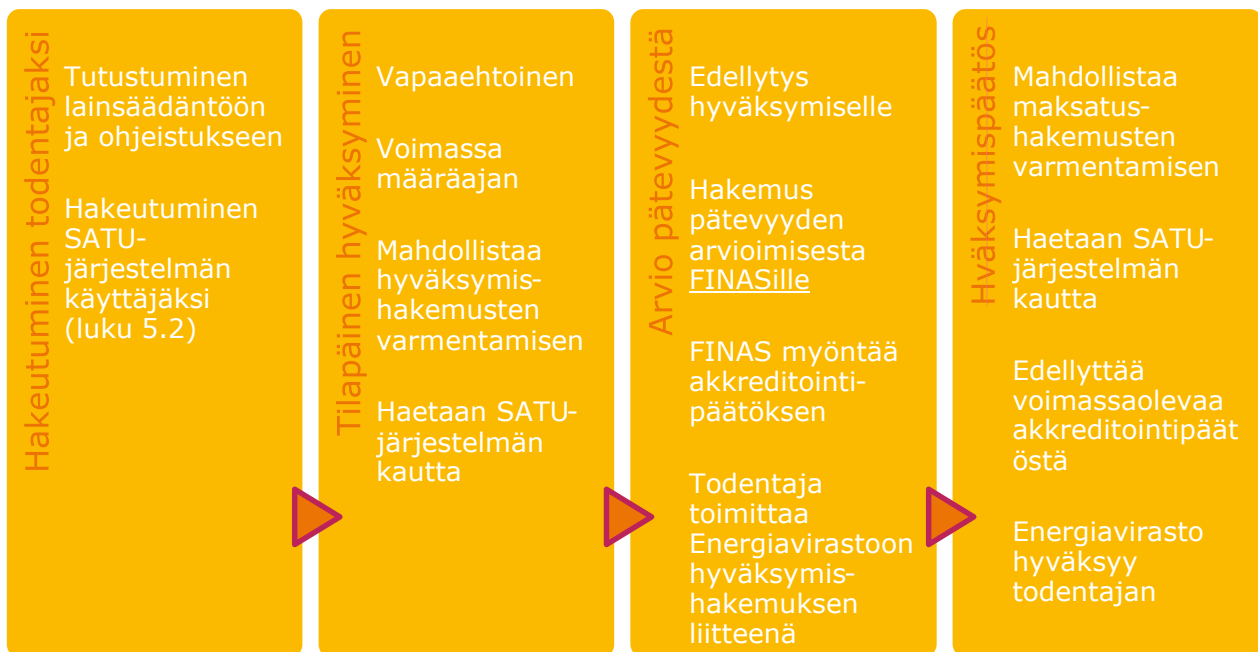 Hakeutuminen todentajaksi
Tutustuminen
lainsäädäntöön
ja ohjeistukseen
Hakeutuminen
SATU-
järjestelmän
käyttäjäksi
(luku 5.2)
Tilapäinen hyväksyminen
Vapaaehtoinen
Voimassa
määräajan
Mahdollistaa
hyväksymis-
hakemusten
varmentamisen
Haetaan SATU-
järjestelmän
kautta
Arvio pätevyydestä
Edellytys
hyväksymiselle
Hakemus
pätevyyden
arvioimisesta
FINASille
FINAS myöntää
akkreditointi-
päätöksen
Todentaja
toimittaa
Energiavirastoon
hyväksymis-
hakemuksen
liitteenä
Hväksymispäätös
Mahdollistaa
maksatus-
hakemusten
varmentamisen
Haetaan SATU-
järjestelmän
kautta
Edellyttää
voimassaolevaa
akkreditointipäät
östä
Energiavirasto
hyväksyy
todentajan